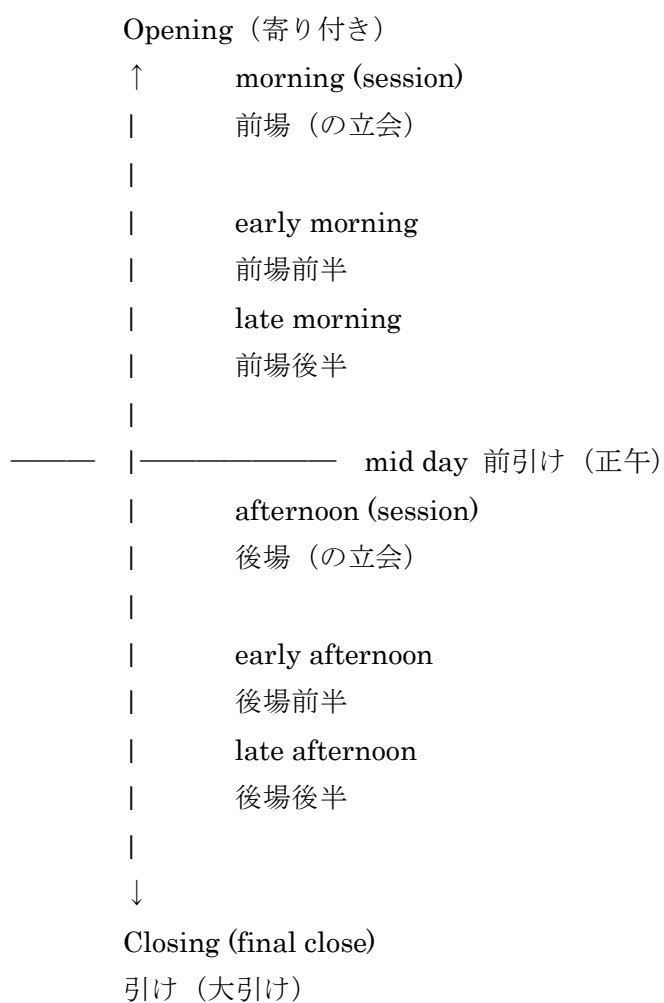 Opening（寄り付き）
↑ morning (session)
| 前場（の立会）
|
| early morning
| 前場前半
| late morning
| 前場後半
|
——— |——————— mid day 前引け（正午）
| afternoon (session)
| 後場（の立会）
|
| early afternoon
| 後場前半
| late afternoon
| 後場後半
|
↓
Closing (final close)
引け（大引け）